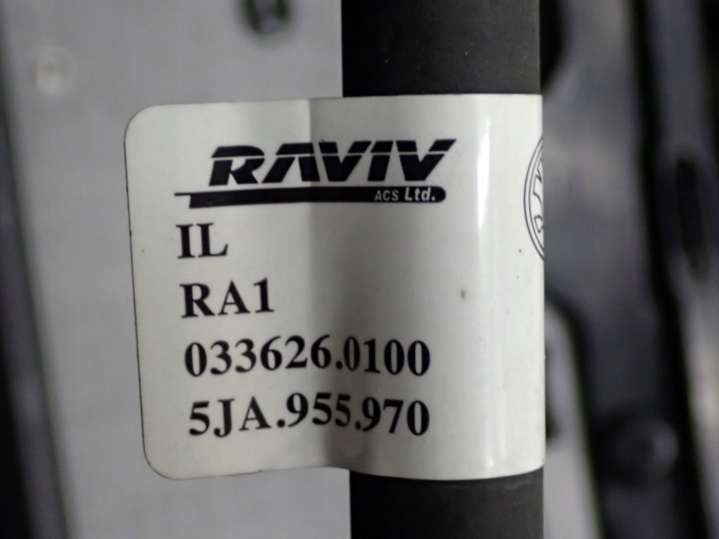 RAVIV
ACS Ltd.
IL
RA1
033626.0100
5JA.955.970